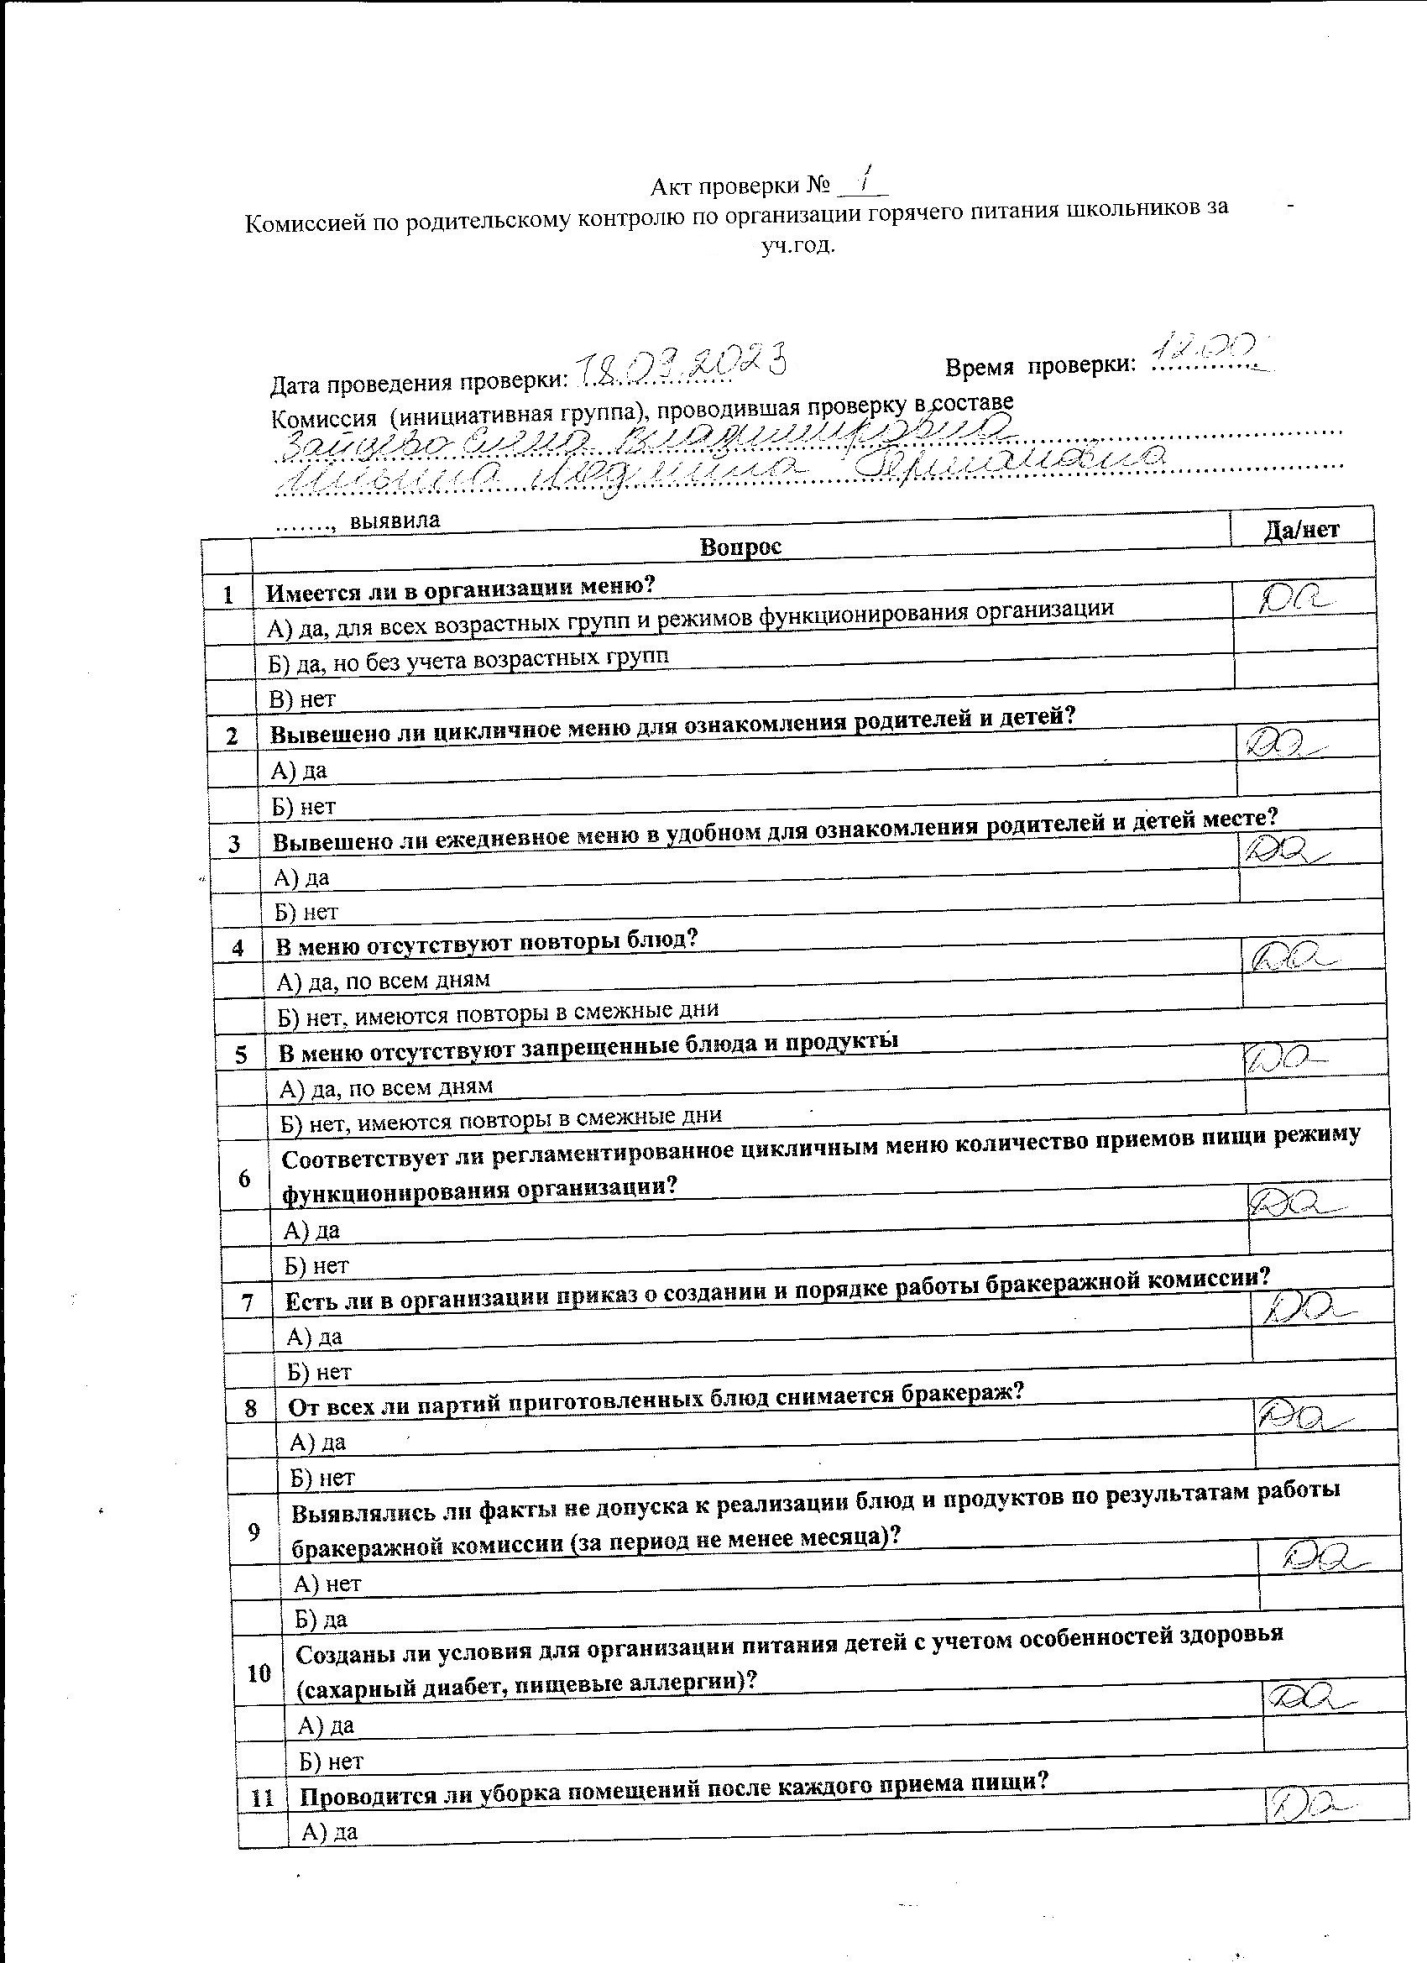 Акт проверки № 1
Комиссией по родительскому контролю по организации горячего питания школьников за -
уч.год.
Дата проведения проверки: 18.09.2023 Время проверки: 12.00
Комиссия (инициативная группа), проводившая проверку в составе
Зайцева Елена Владимировна
Ильина Людмила Германовна
......., выявила
Вопрос Да/нет
1 Имеется ли в организации меню?
А) да, для всех возрастных групп и режимов функционирования организации Да
Б) да, но без учета возрастных групп
В) нет
2 Вывешено ли цикличное меню для ознакомления родителей и детей?
А) да Да
Б) нет
3 Вывешено ли ежедневное меню в удобном для ознакомления родителей и детей месте?
А) да Да
Б) нет
4 В меню отсутствуют повторы блюд?
А) да, по всем дням Да
Б) нет, имеются повторы в смежные дни
5 В меню отсутствуют запрещенные блюда и продукты
А) да, по всем дням Да
Б) нет, имеются повторы в смежные дни
6 Соответствует ли регламентированное цикличным меню количество приемов пищи режиму
функционирования организации?
А) да Да
Б) нет
7 Есть ли в организации приказ о создании и порядке работы бракеражной комиссии?
А) да Да
Б) нет
8 От всех ли партий приготовленных блюд снимается бракераж?
А) да Да
Б) нет
9 Выявлялись ли факты не допуска к реализации блюд и продуктов по результатам работы
бракеражной комиссии (за период не менее месяца)?
А) нет Да
Б) да
10 Созданы ли условия для организации питания детей с учетом особенностей здоровья
(сахарный диабет, пищевые аллергии)?
А) да Да
Б) нет
11 Проводится ли уборка помещений после каждого приема пищи?
А) да Да